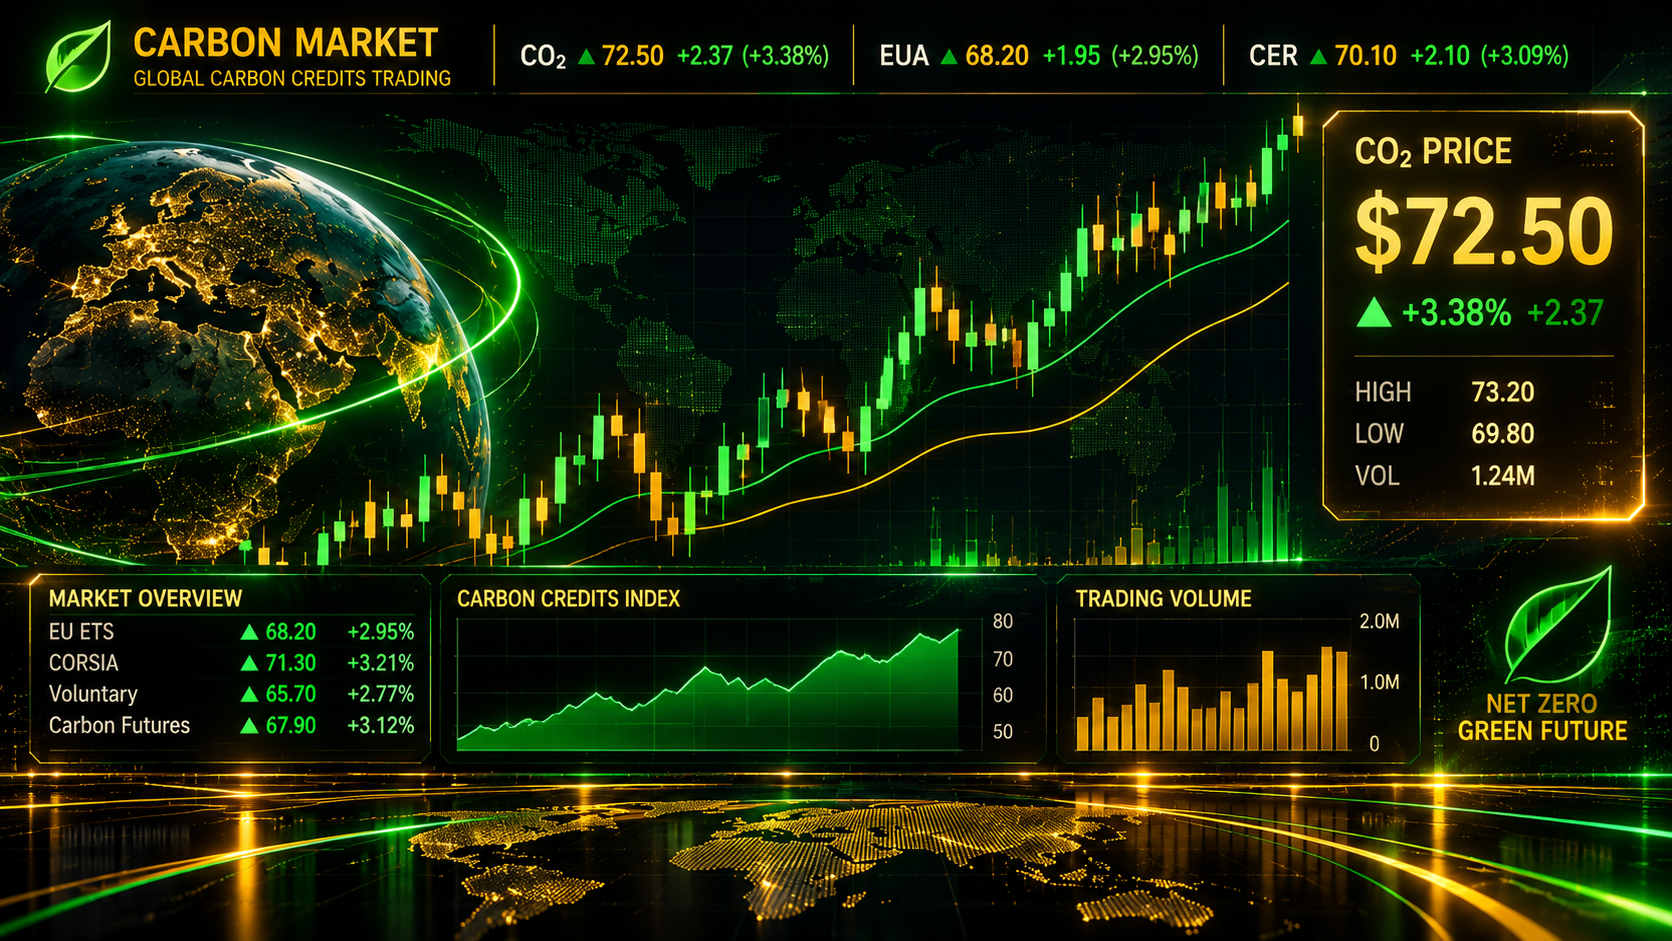 CARBON MARKET
GLOBAL CARBON CREDITS TRADING
CO₂ ▲ 72.50 +2.37 (+3.38%)
EUA ▲ 68.20 +1.95 (+2.95%)
CER ▲ 70.10 +2.10 (+3.09%)
CO₂ PRICE
$72.50
▲ +3.38% +2.37
HIGH 73.20
LOW 69.80
VOL 1.24M
MARKET OVERVIEW
EU ETS ▲ 68.20 +2.95%
CORSIA ▲ 71.30 +3.21%
Voluntary ▲ 65.70 +2.77%
Carbon Futures ▲ 67.90 +3.12%
CARBON CREDITS INDEX
80
70
60
50
TRADING VOLUME
2.0M
1.0M
0
NET ZERO
GREEN FUTURE